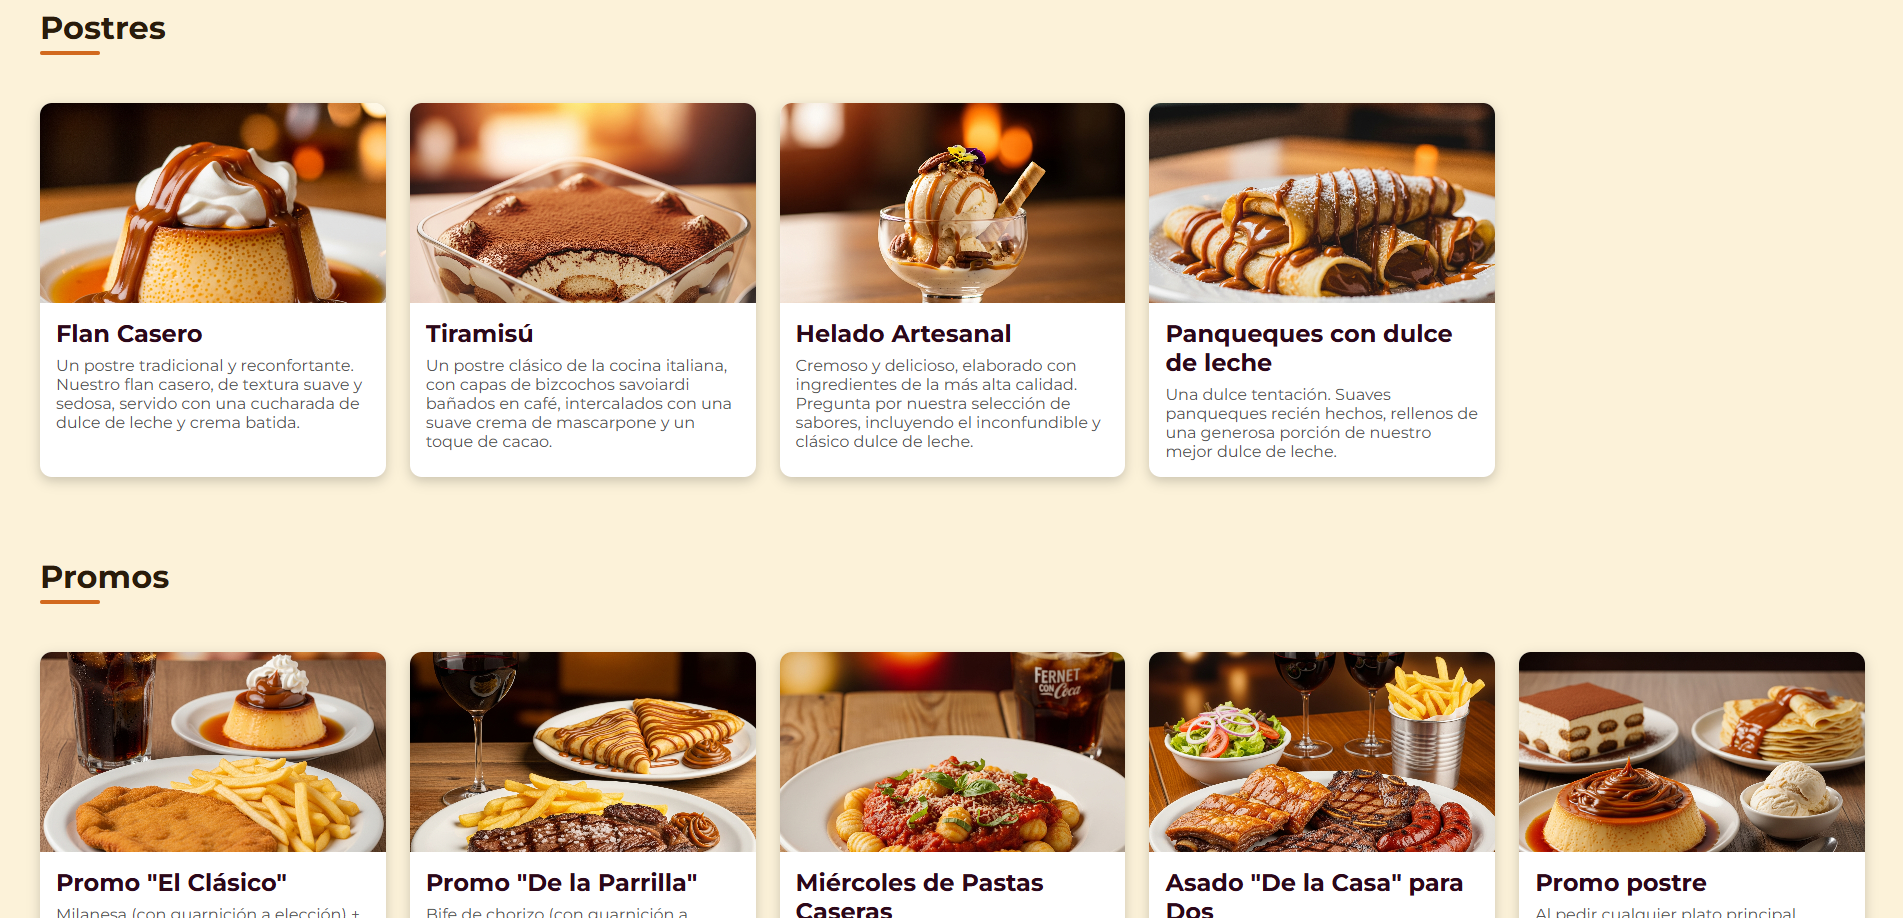 Postres
Flan Casero
Un postre tradicional y reconfortante.
Nuestro flan casero, de textura suave y
sedosa, servido con una cucharada de
dulce de leche y crema batida.
Tiramisú
Un postre clásico de la cocina italiana,
con capas de bizcochos savoiardi
bañados en café, intercalados con una
suave crema de mascarpone y un
toque de cacao.
Helado Artesanal
Cremoso y delicioso, elaborado con
ingredientes de la más alta calidad.
Pregunta por nuestra selección de
sabores, incluyendo el inconfundible y
clásico dulce de leche.
Panqueques con dulce
de leche
Una dulce tentación. Suaves
panqueques recién hechos, rellenos de
una generosa porción de nuestro
mejor dulce de leche.
Promos
Promo "El Clásico"
Milanesa (con guarnición a elección) +
Promo "De la Parrilla"
Bife de chorizo (con guarnición a
FERNET
CON Coca
Miércoles de Pastas
Caseras
Asado "De la Casa" para
Dos
Promo postre
Al pedir cualquier plato principal